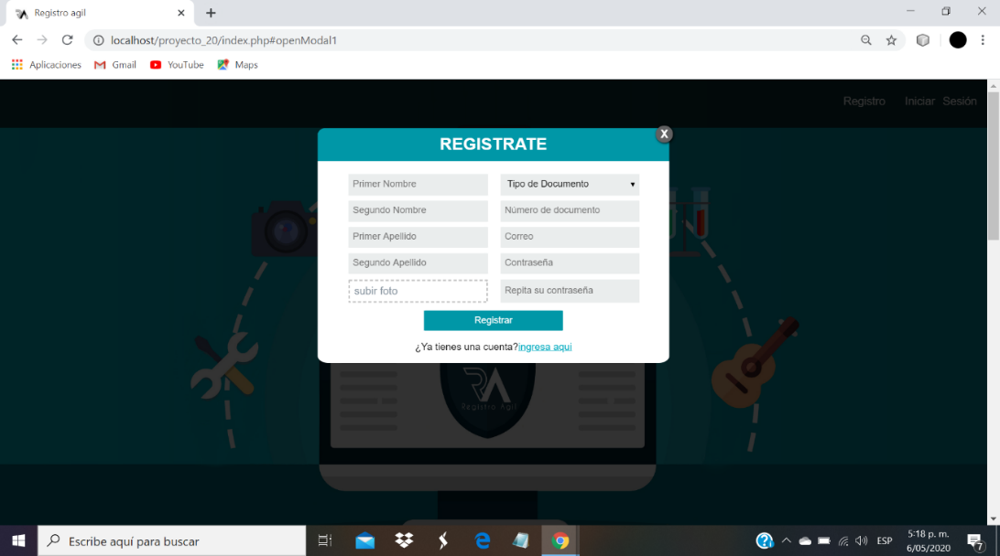 Registro agil
localhost/proyecto_20/index.php#openModal1
Aplicaciones Gmail YouTube Maps
Registro Iniciar Sesión
REGISTRATE
X
Primer Nombre Tipo de Documento
Segundo Nombre Número de documento
Primer Apellido Correo
Segundo Apellido Contraseña
subir foto Repita su contraseña
Registrar
¿Ya tienes una cuenta?ingresa aqui
RA
Registro Agil
Escribe aquí para buscar
ESP
5:18 p. m.
6/05/2020
7